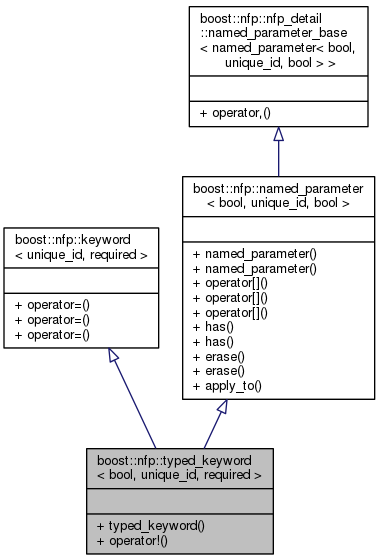 boost::nfp::nfp_detail
::named_parameter_base
< named_parameter< bool,
unique_id, bool > >
+ operator,()
boost::nfp::named_parameter
< bool, unique_id, bool >
+ named_parameter()
+ named_parameter()
+ operator[]()
+ operator[]()
+ operator[]()
+ has()
+ has()
+ erase()
+ erase()
+ apply_to()
boost::nfp::keyword
< unique_id, required >
+ operator=()
+ operator=()
+ operator=()
boost::nfp::typed_keyword
< bool, unique_id, required >
+ typed_keyword()
+ operator!()